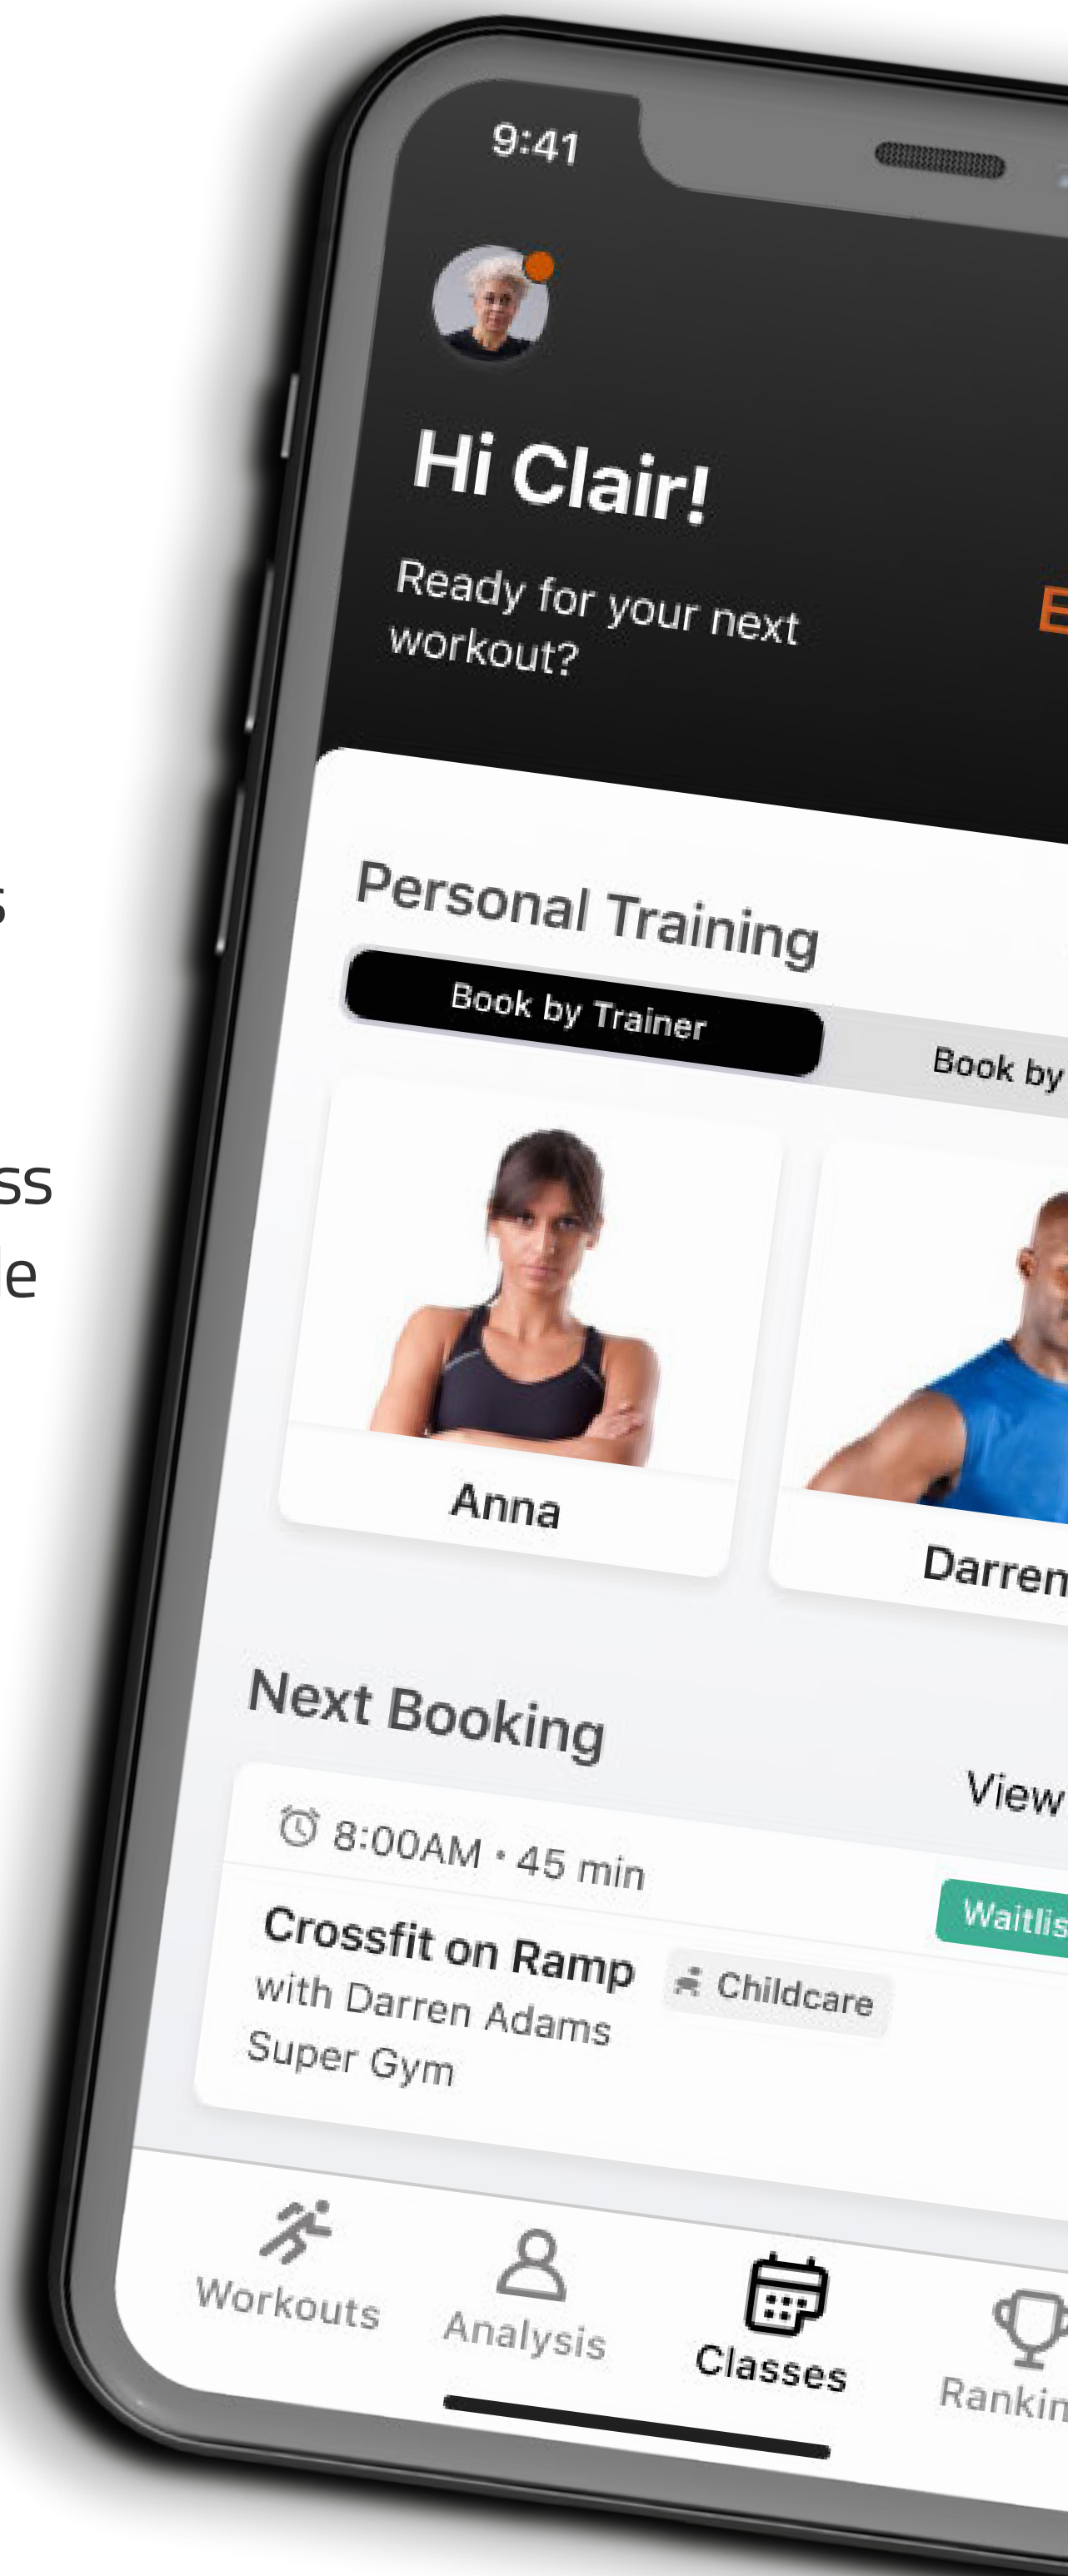 9:41
Hi Clair!
Ready for your next
workout?
Personal Training
Book by Trainer
Book by
Anna
Darren
Next Booking
View
8:00AM • 45 min
Crossfit on Ramp
Childcare
with Darren Adams
Super Gym
Workouts
Analysis
Classes